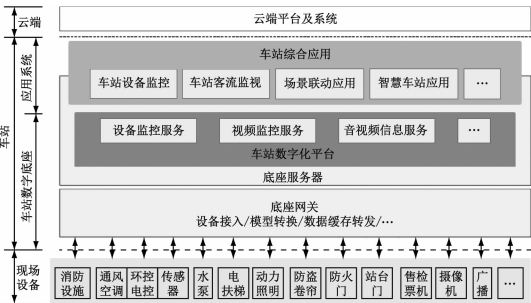 云端
云端平台及系统
车站
应用系统
车站综合应用
车站设备监控
车站客流监视
场景联动应用
智慧车站应用
…
车站数字底座
设备监控服务
视频监控服务
音视频信息服务
…
车站数字化平台
底座服务器
底座网关
设备接入/模型转换/数据缓存转发/…
现场
设备
消防
设施
通风
空调
环控
电控
传感
器
水
泵
电
扶梯
动力
照明
防盗
卷帘
防火
门
站台
门
售检
票机
摄像
机
广
播
…